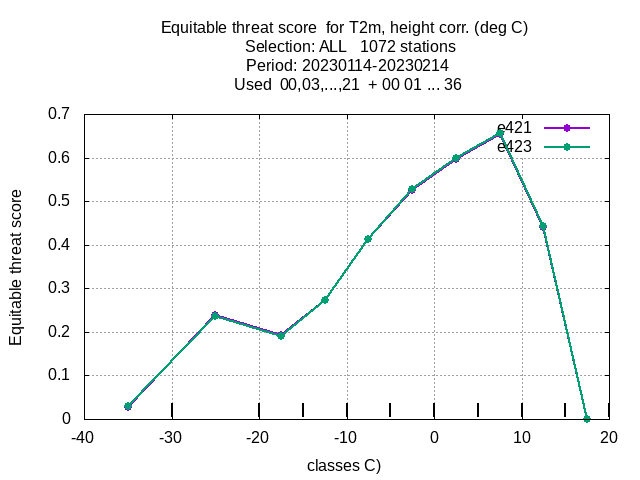 Equitable threat score  for T2m, height corr. (deg C)
Selection: ALL   1072 stations
Period: 20230114-20230214
Used  00,03,...,21  + 00 01 ... 36
0.7
0.6
0.5
0.4
0.3
0.2
0.1
0
Equitable threat score
e421
e423
-40 -30 -20 -10 0 10 20
classes C)